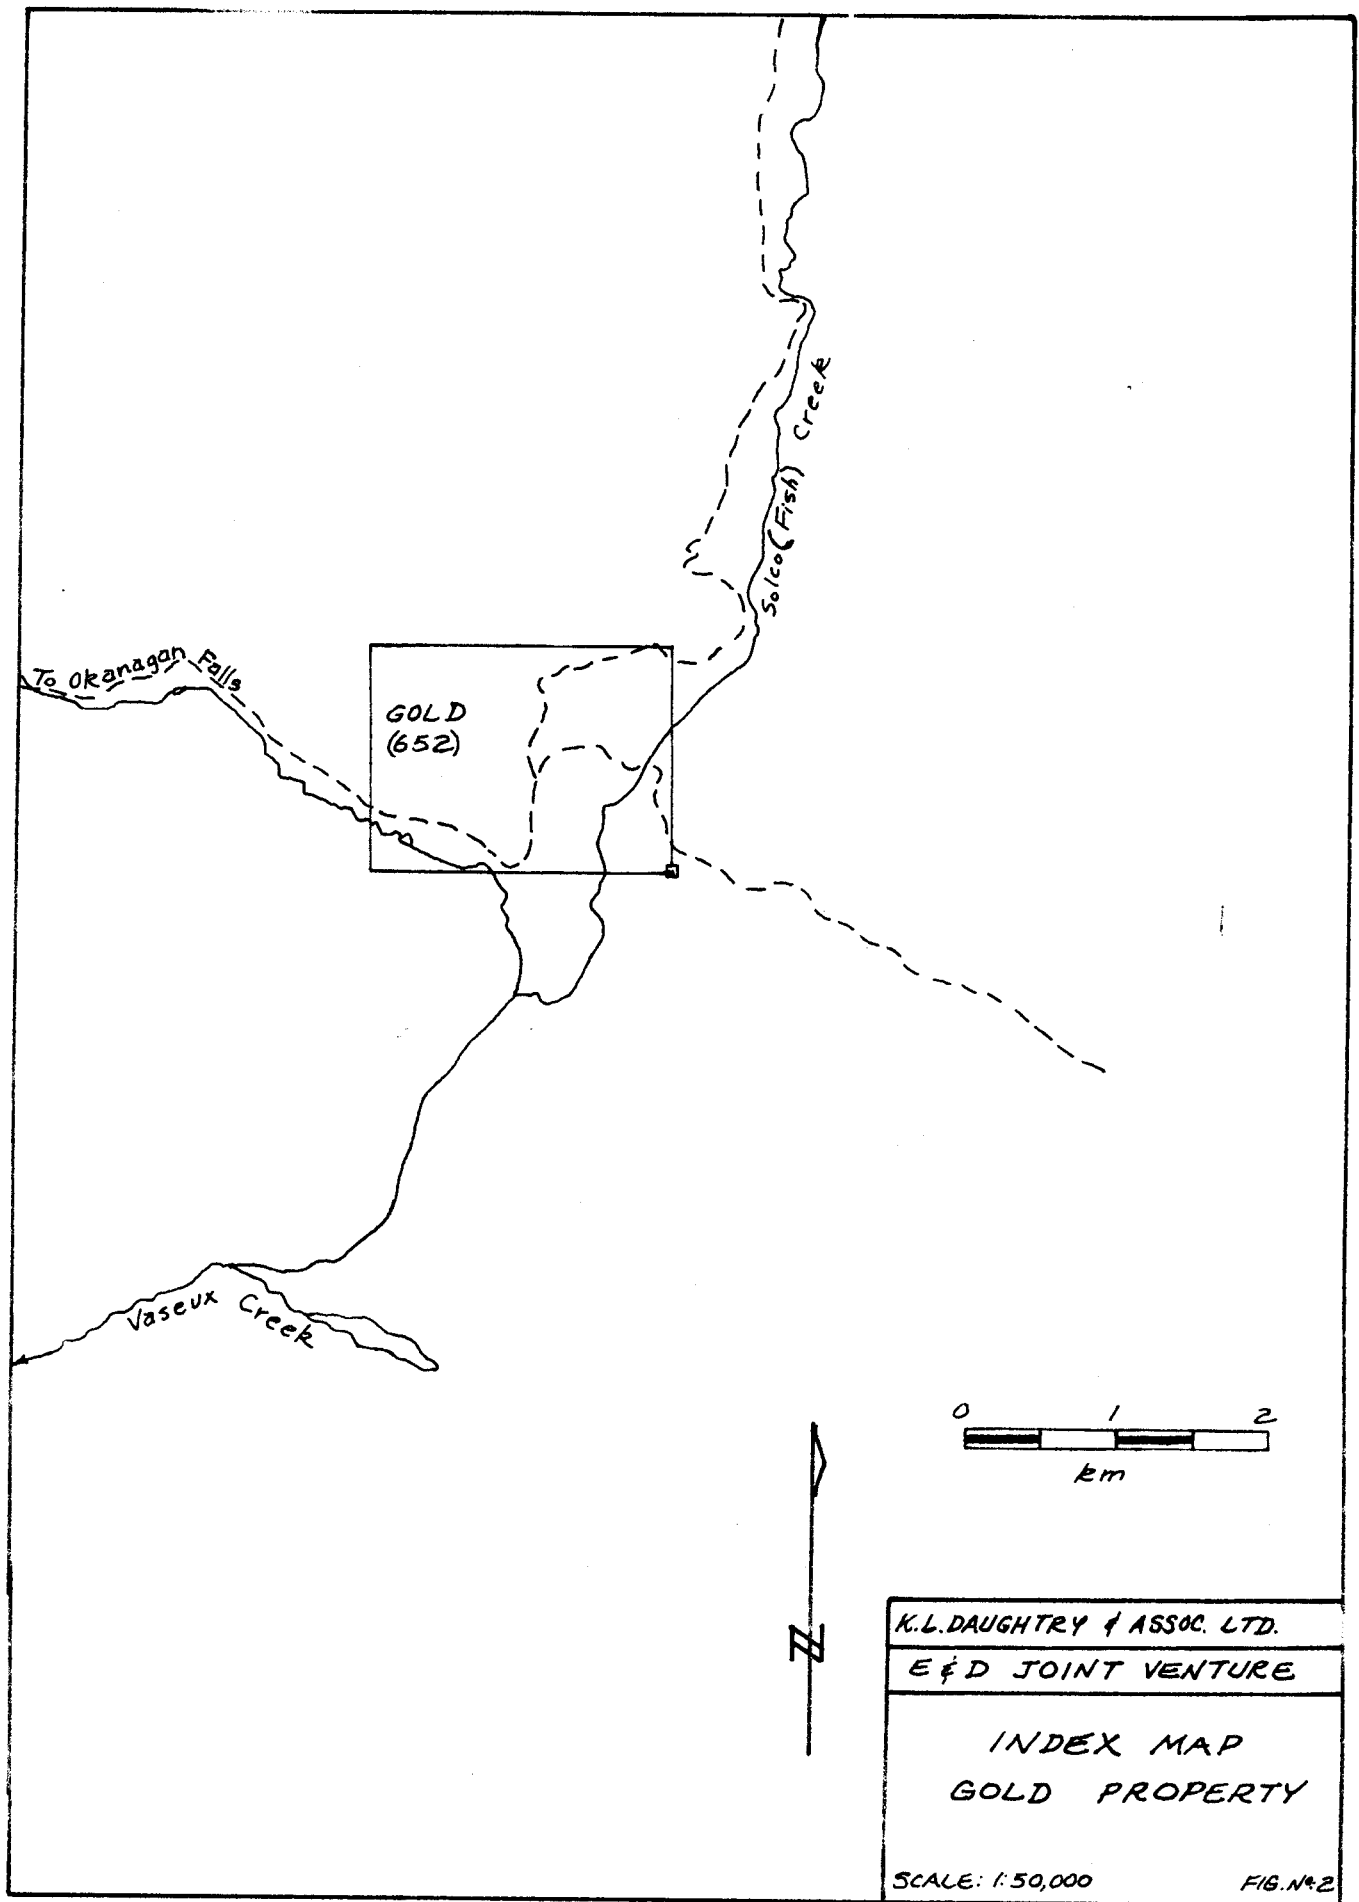 Solco (Fish) Creek
To Okanagan Falls
GOLD
(652)
Vaseux Creek
0 1 2
km
N
K.L. DAUGHTRY & ASSOC. LTD.
E & D JOINT VENTURE
INDEX MAP
GOLD PROPERTY
SCALE: 1:50,000
FIG. No. 2